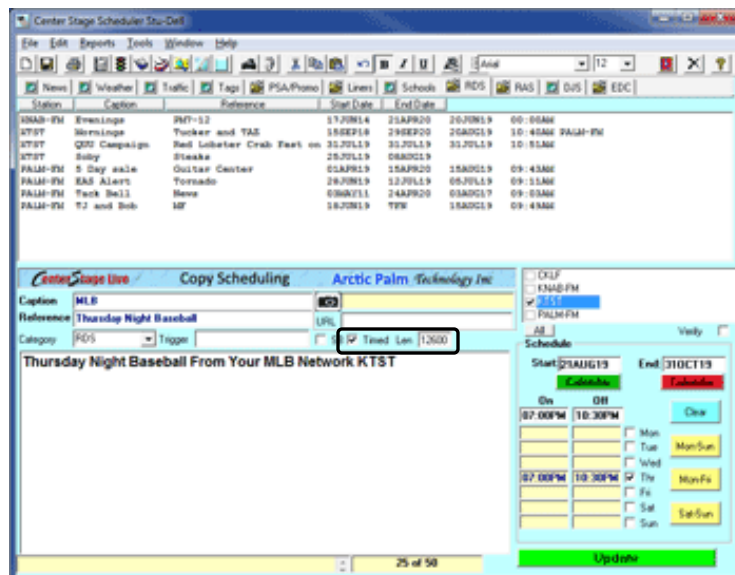 Center Stage Scheduler Stu-Dell
File Edit Reports Tools Window Help
Arial 12
News Weather Traffic Tags PSA/Promo Liners Schools RDS RAS DJS EDC
Station Caption Reference Start Date End Date
KNAB-FM Evenings PM7-12 17JUN14 21APR20 20JUN19 00:00AM
KTST Mornings Tucker and TAZ 15SEP18 29SEP20 20AUG19 10:40AM PALM-FM
KTST QUU Campaign Red Lobster Crab Fest on 31JUL19 31JUL19 31JUL19 10:51AM
KTST Soby Steaks 25JUL19 08AUG19
PALM-FM 5 Day sale Guitar Center 01APR19 15APR20 15AUG19 09:43AM
PALM-FM EAS Alert Tornado 28JUN19 12JUL19 05JUL19 09:11AM
PALM-FM Tack Bell News 03MAY11 24APR20 03AUG17 09:03AM
PALM-FM TJ and Bob MF 18JUN19 TFN 15AUG19 09:49AM
CenterStage Live Copy Scheduling Arctic Palm Technology Inc
CKLF
KNAB-FM
KTST
PALM-FM
Caption MLB
Reference Thursday Night Baseball URL
All Verify
Category RDS Trigger Timed Len 12600
Thursday Night Baseball From Your MLB Network KTST
Schedule
Start 21AUG19 End 31OCT19
Calendar Calendar
On Off
07:00PM 10:30PM Clear
Mon
Tue Mon-Sun
Wed
07:00PM 10:30PM Thr Mon-Fri
Fri
Sat Sat-Sun
Sun
25 of 50 Update